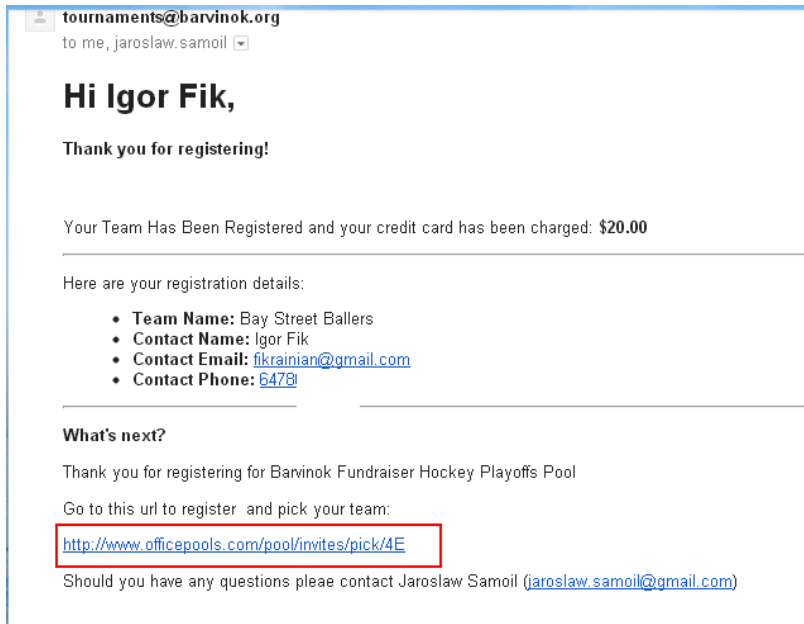 tournaments@barvinok.org
to me, jaroslaw.samoil
Hi Igor Fik,
Thank you for registering!
Your Team Has Been Registered and your credit card has been charged: $20.00
Here are your registration details:
• Team Name: Bay Street Ballers
• Contact Name: Igor Fik
• Contact Email: fikrainian@gmail.com
• Contact Phone: 6478
What's next?
Thank you for registering for Barvinok Fundraiser Hockey Playoffs Pool
Go to this url to register and pick your team:
http://www.officepools.com/pool/invites/pick/4E
Should you have any questions pleae contact Jaroslaw Samoil (jaroslaw.samoil@gmail.com)